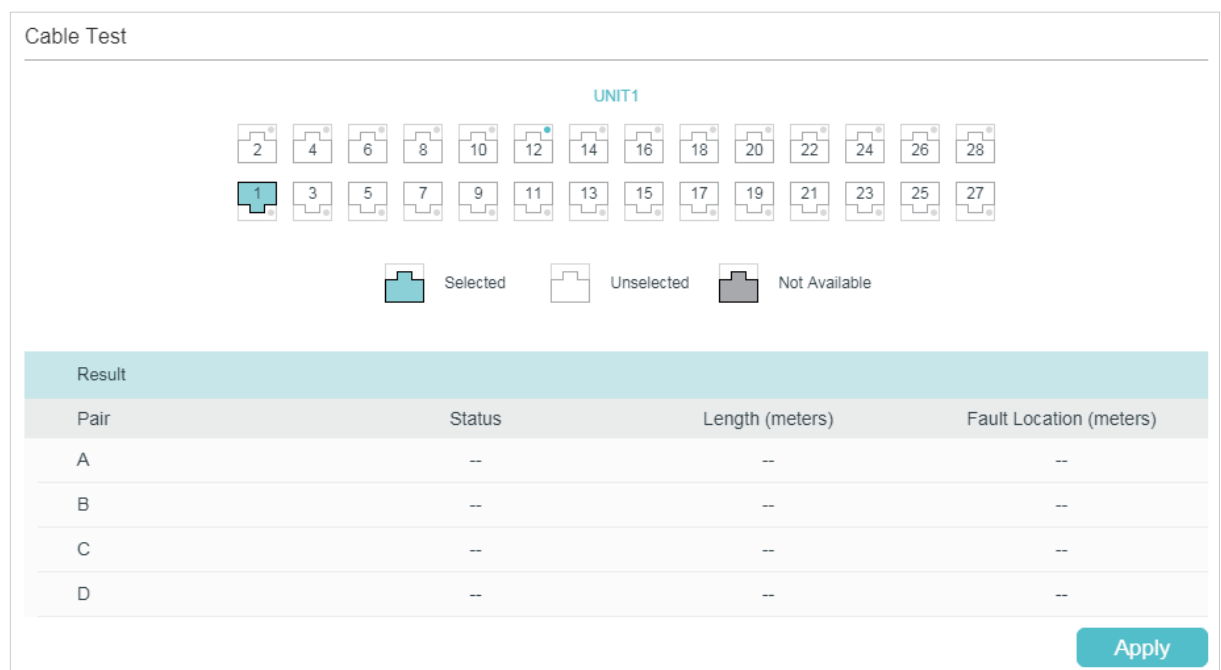 Cable Test
UNIT1
2 4 6 8 10 12 14 16 18 20 22 24 26 28
1 3 5 7 9 11 13 15 17 19 21 23 25 27
Selected Unselected Not Available
Result
Pair Status Length (meters) Fault Location (meters)
A -- -- --
B -- -- --
C -- -- --
D -- -- --
Apply